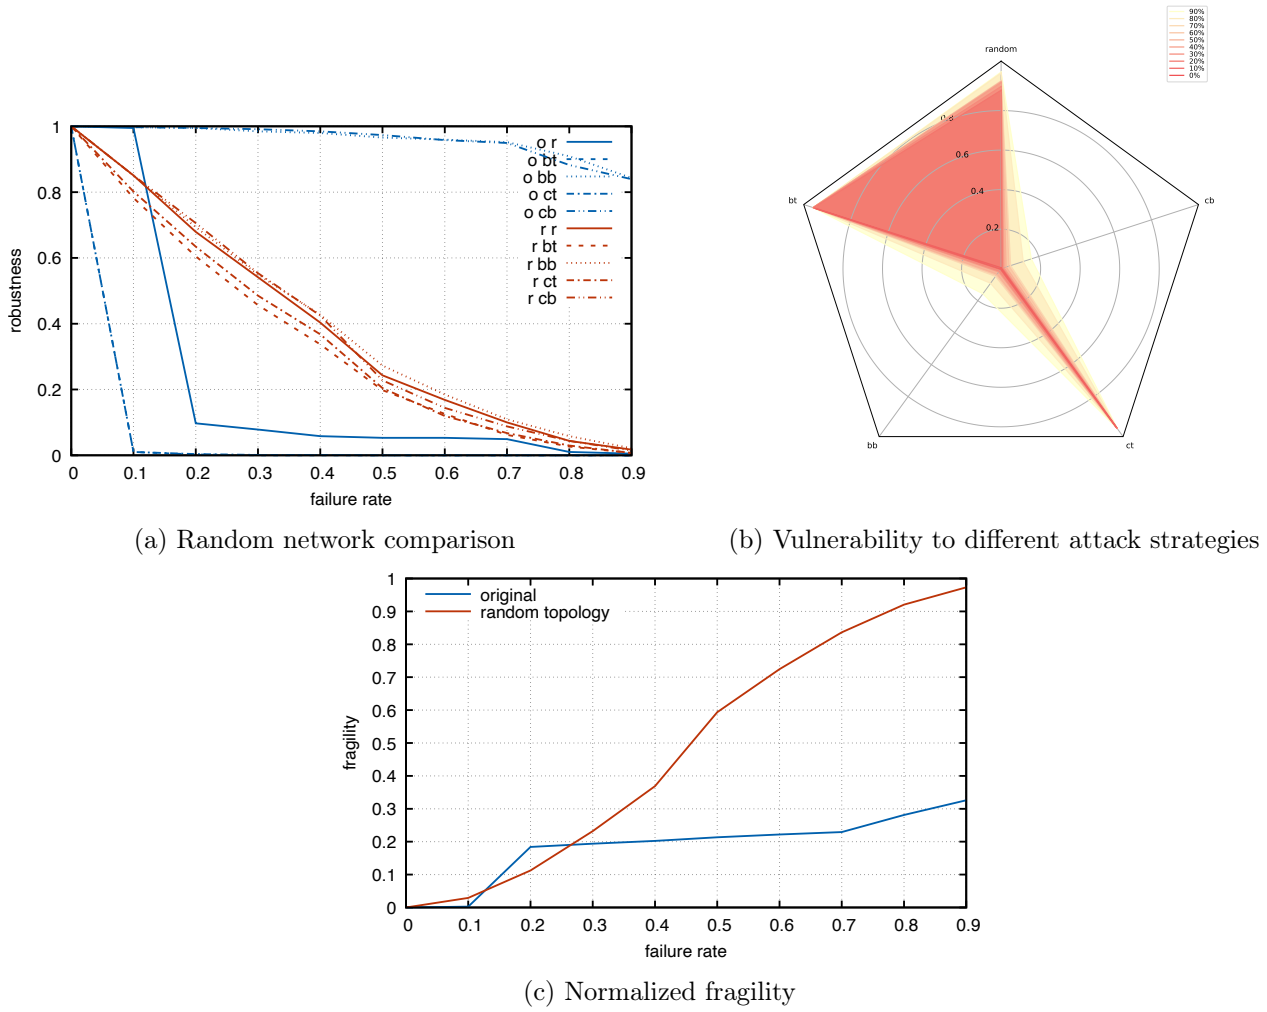 1
0.8
0.6
0.4
0.2
0
robustness
0 0.1 0.2 0.3 0.4 0.5 0.6 0.7 0.8 0.9
failure rate
o r
o bt
o bb
o ct
o cb
r r
r bt
r bb
r ct
r cb
(a) Random network comparison
90%
80%
70%
60%
50%
40%
30%
20%
10%
0%
random
0.8
0.6
0.4
0.2
bt
cb
bb
ct
(b) Vulnerability to different attack strategies
1
0.9
0.8
0.7
0.6
0.5
0.4
0.3
0.2
0.1
0
fragility
original
random topology
0 0.1 0.2 0.3 0.4 0.5 0.6 0.7 0.8 0.9
failure rate
(c) Normalized fragility